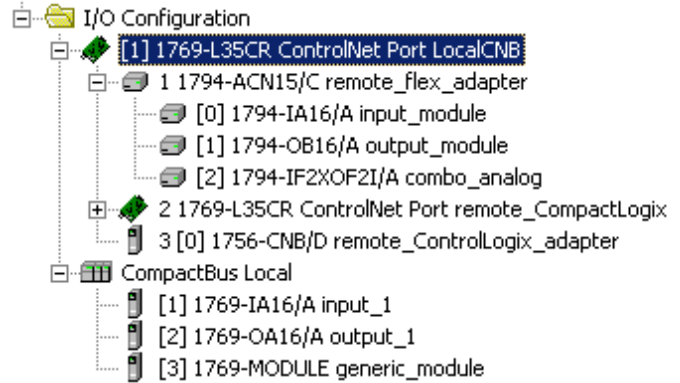 I/O Configuration
[1] 1769-L35CR ControlNet Port LocalCNB
1 1794-ACN15/C remote_flex_adapter
[0] 1794-IA16/A input_module
[1] 1794-OB16/A output_module
[2] 1794-IF2XOF2I/A combo_analog
2 1769-L35CR ControlNet Port remote_CompactLogix
3 [0] 1756-CNB/D remote_ControlLogix_adapter
CompactBus Local
[1] 1769-IA16/A input_1
[2] 1769-OA16/A output_1
[3] 1769-MODULE generic_module